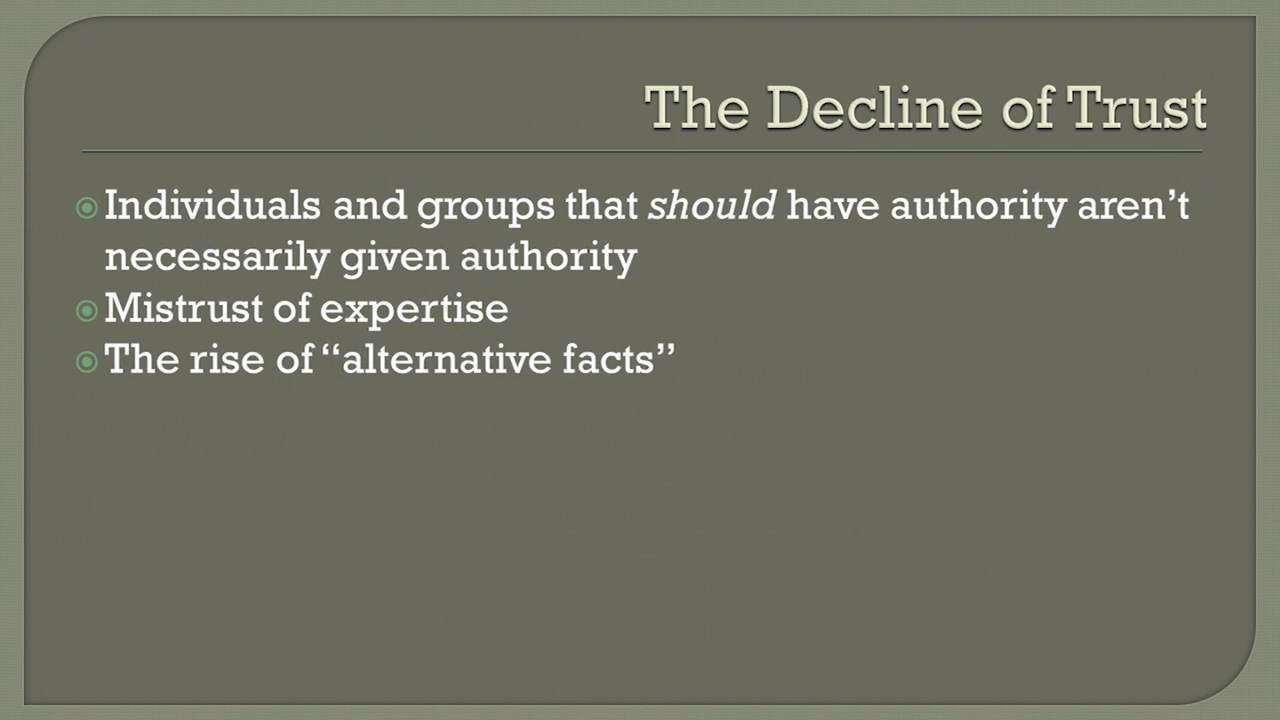 The Decline of Trust
Individuals and groups that should have authority aren’t
necessarily given authority
Mistrust of expertise
The rise of “alternative facts”